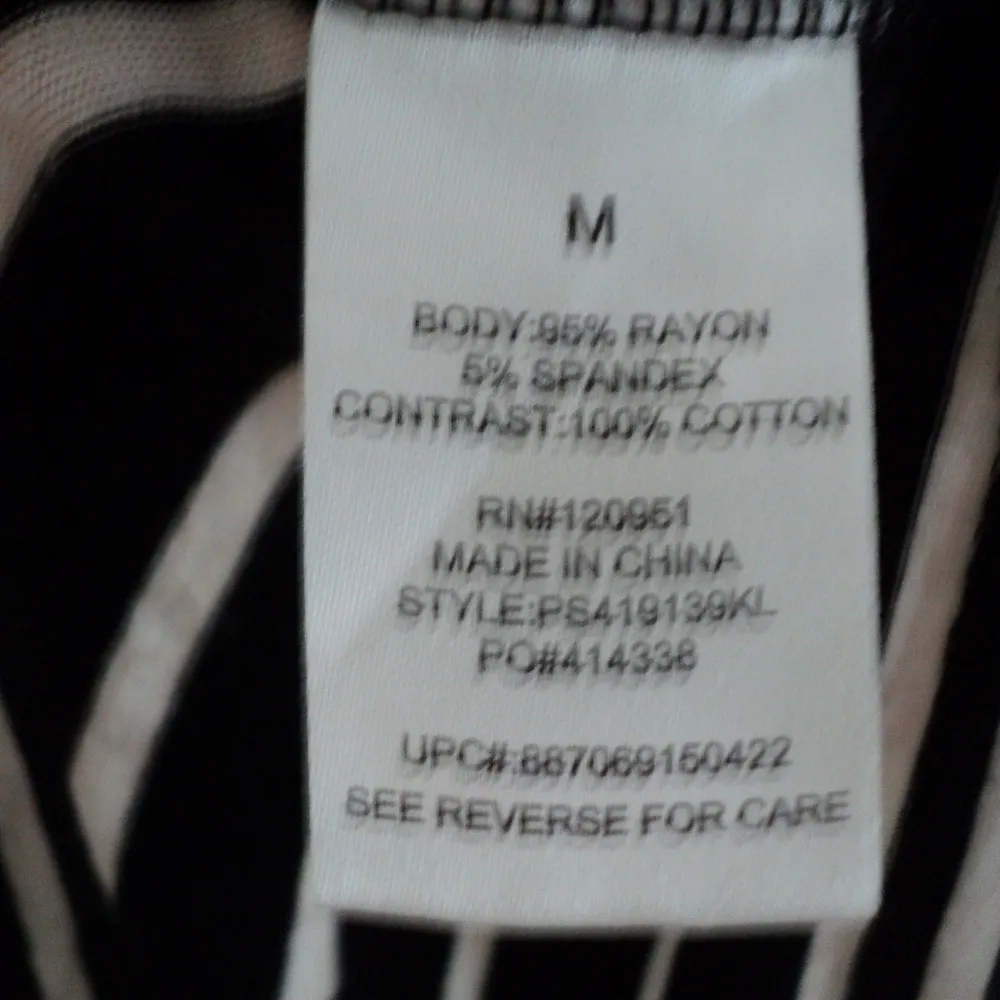 M
BODY:95% RAYON
5% SPANDEX
CONTRAST:100% COTTON
RN#120951
MADE IN CHINA
STYLE:PS419139KL
PO#414338
UPC#:887069150422
SEE REVERSE FOR CARE